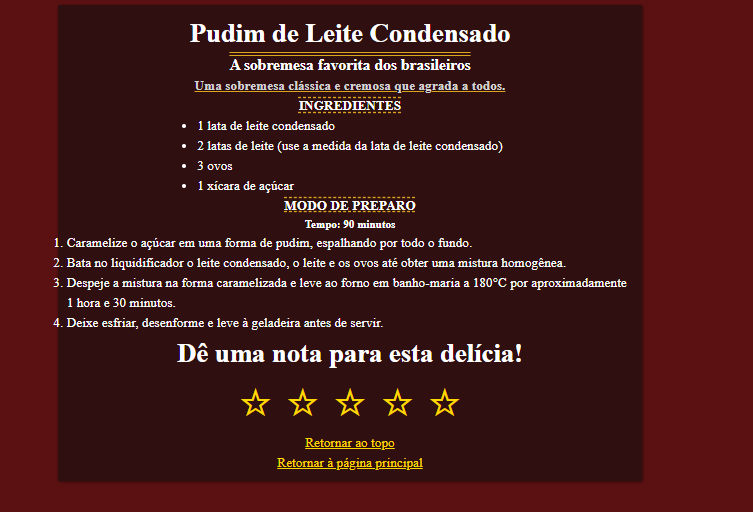 Pudim de Leite Condensado
A sobremesa favorita dos brasileiros
Uma sobremesa clássica e cremosa que agrada a todos.
INGREDIENTES
• 1 lata de leite condensado
• 2 latas de leite (use a medida da lata de leite condensado)
• 3 ovos
• 1 xícara de açúcar
MODO DE PREPARO
Tempo: 90 minutos
1. Caramelize o açúcar em uma forma de pudim, espalhando por todo o fundo.
2. Bata no liquidificador o leite condensado, o leite e os ovos até obter uma mistura homogênea.
3. Despeje a mistura na forma caramelizada e leve ao forno em banho-maria a 180°C por aproximadamente
1 hora e 30 minutos.
4. Deixe esfriar, desenforme e leve à geladeira antes de servir.
Dê uma nota para esta delícia!
Retornar ao topo
Retornar à página principal